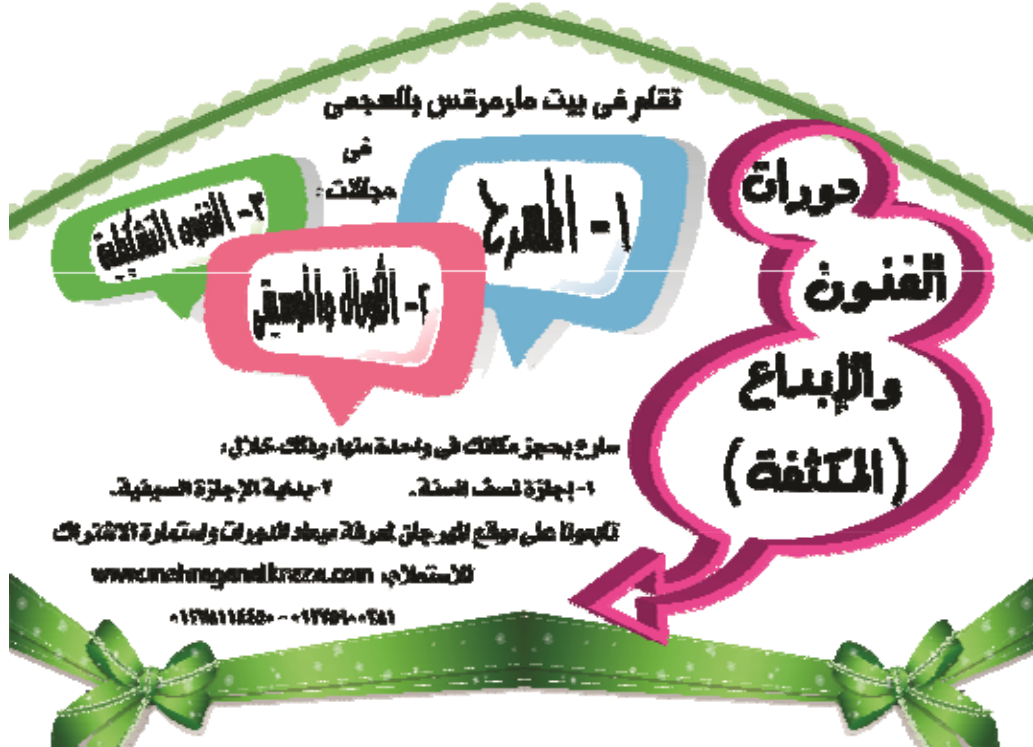 تقام فى بيت مارمرقس بالعجمى
دورات
الفنون
والإبداع
(المكثفة)
فى
مجالات:
١- المسرح
٢- الكورال والموسيقى
٣- الفنون التشكيلية
سارع بحجز مكانك فى واحدة منها، وذلك خلال:
١- إجازة نصف السنة.
٢- بداية الإجازة الصيفية.
تابعونا على موقع المهرجان لمعرفة ميعاد الدورات واستمارة الاشتراك
للاستعلام: www.mahraganalkraza.com